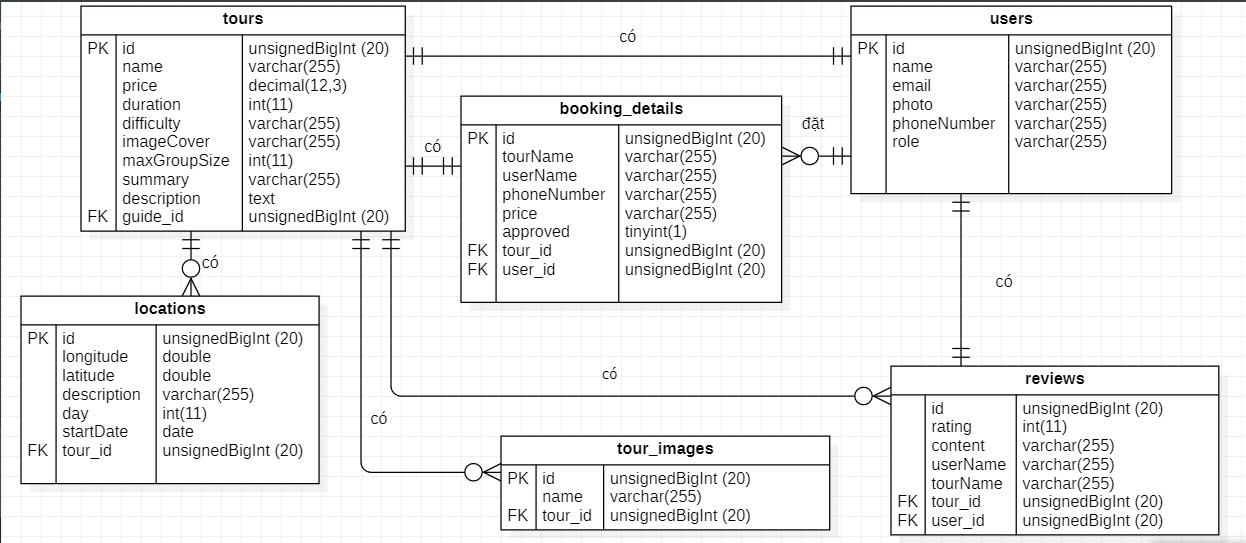 tours
PK id unsignedBigInt (20)
name varchar(255)
price decimal(12,3)
duration int(11)
difficulty varchar(255)
imageCover varchar(255)
maxGroupSize int(11)
summary varchar(255)
description text
FK guide_id unsignedBigInt (20)
có
users
PK id unsignedBigInt (20)
name varchar(255)
email varchar(255)
photo varchar(255)
phoneNumber varchar(255)
role varchar(255)
có
booking_details
PK id unsignedBigInt (20)
tourName varchar(255)
userName varchar(255)
phoneNumber varchar(255)
price varchar(255)
approved tinyint(1)
FK tour_id unsignedBigInt (20)
FK user_id unsignedBigInt (20)
đặt
có
locations
PK id unsignedBigInt (20)
longitude double
latitude double
description varchar(255)
day int(11)
startDate date
FK tour_id unsignedBigInt (20)
có
có
có
tour_images
PK id unsignedBigInt (20)
name varchar(255)
FK tour_id unsignedBigInt (20)
reviews
id unsignedBigInt (20)
rating int(11)
content varchar(255)
userName varchar(255)
tourName varchar(255)
FK tour_id unsignedBigInt (20)
FK user_id unsignedBigInt (20)